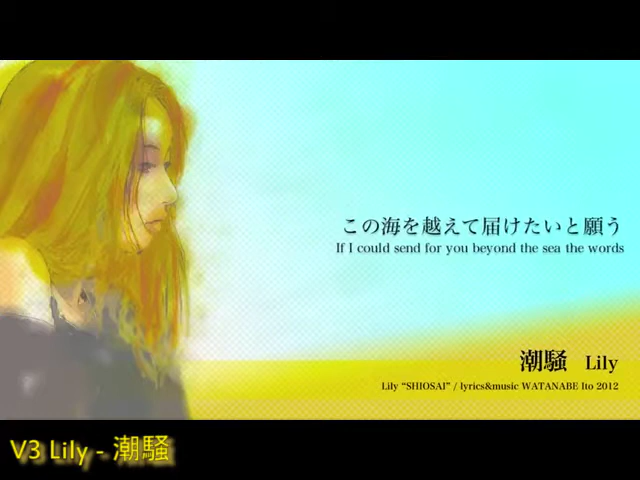 この海を越えて届けたいと願う
If I could send for you beyond the sea the words
潮騒 Lily
Lily “SHIOSAI” / lyrics&music WATANABE Ito 2012
V3 Lily - 潮騒